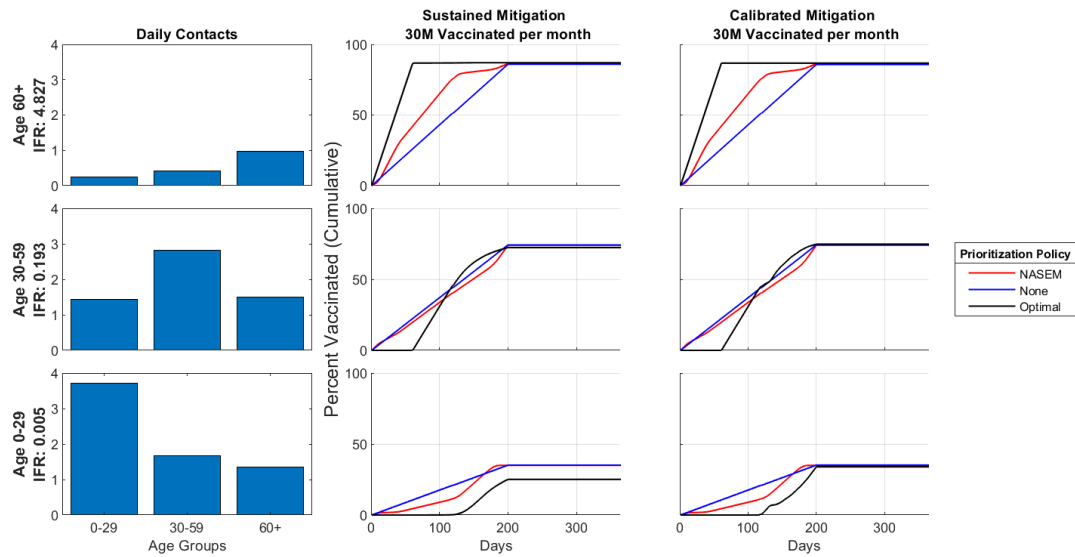 Daily Contacts
Sustained Mitigation
30M Vaccinated per month
Calibrated Mitigation
30M Vaccinated per month
Age 60+
IFR: 4.827
4
3
2
1
0
100
50
0
Age 30-59
IFR: 0.193
4
3
2
1
0
100
50
0
Age 0-29
IFR: 0.005
4
3
2
1
0
100
50
0
Percent Vaccinated (Cumulative)
100
50
0
100
50
0
100
50
0
0-29 30-59 60+
Age Groups
0 200 300
Days
0 200 300
Days
Prioritization Policy
NASEM
None
Optimal